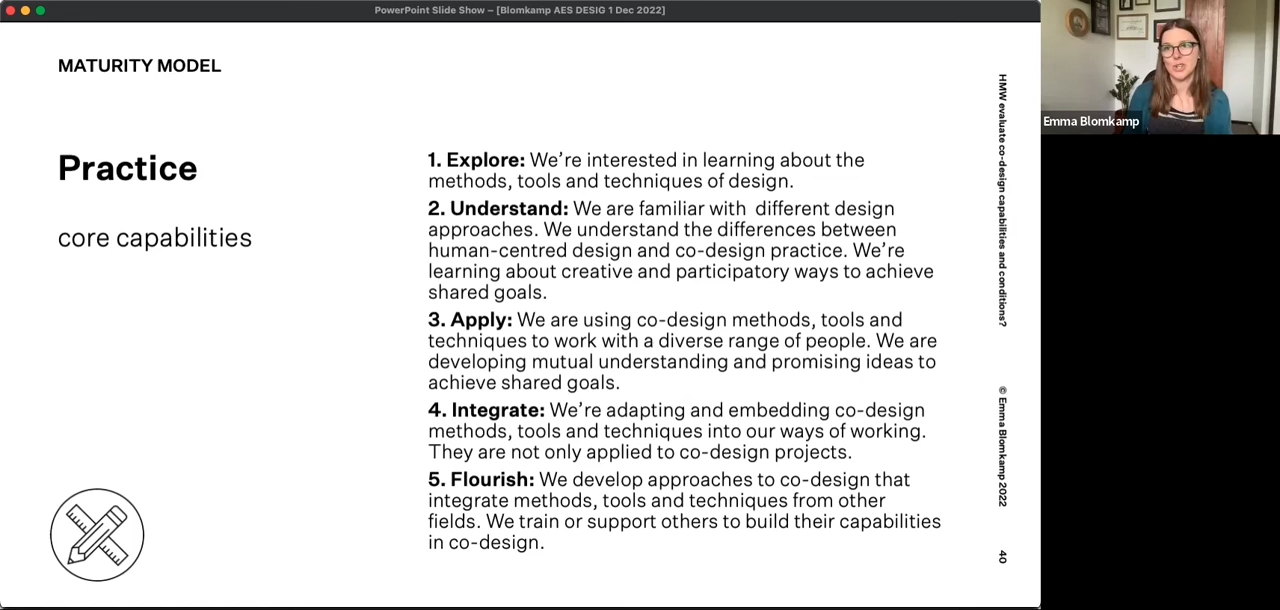 PowerPoint Slide Show – [Blomkamp AES DESIG 1 Dec 2022]
MATURITY MODEL
Practice
core capabilities
1. Explore: We’re interested in learning about the
methods, tools and techniques of design.
2. Understand: We are familiar with  different design
approaches. We understand the differences between
human-centred design and co-design practice. We’re
learning about creative and participatory ways to achieve
shared goals.
3. Apply: We are using co-design methods, tools and
techniques to work with a diverse range of people. We are
developing mutual understanding and promising ideas to
achieve shared goals.
4. Integrate: We’re adapting and embedding co-design
methods, tools and techniques into our ways of working.
They are not only applied to co-design projects.
5. Flourish: We develop approaches to co-design that
integrate methods, tools and techniques from other
fields. We train or support others to build their capabilities
in co-design.
HMW evaluate co-design capabilities and conditions?
© Emma Blomkamp 2022
40
Emma Blomkamp